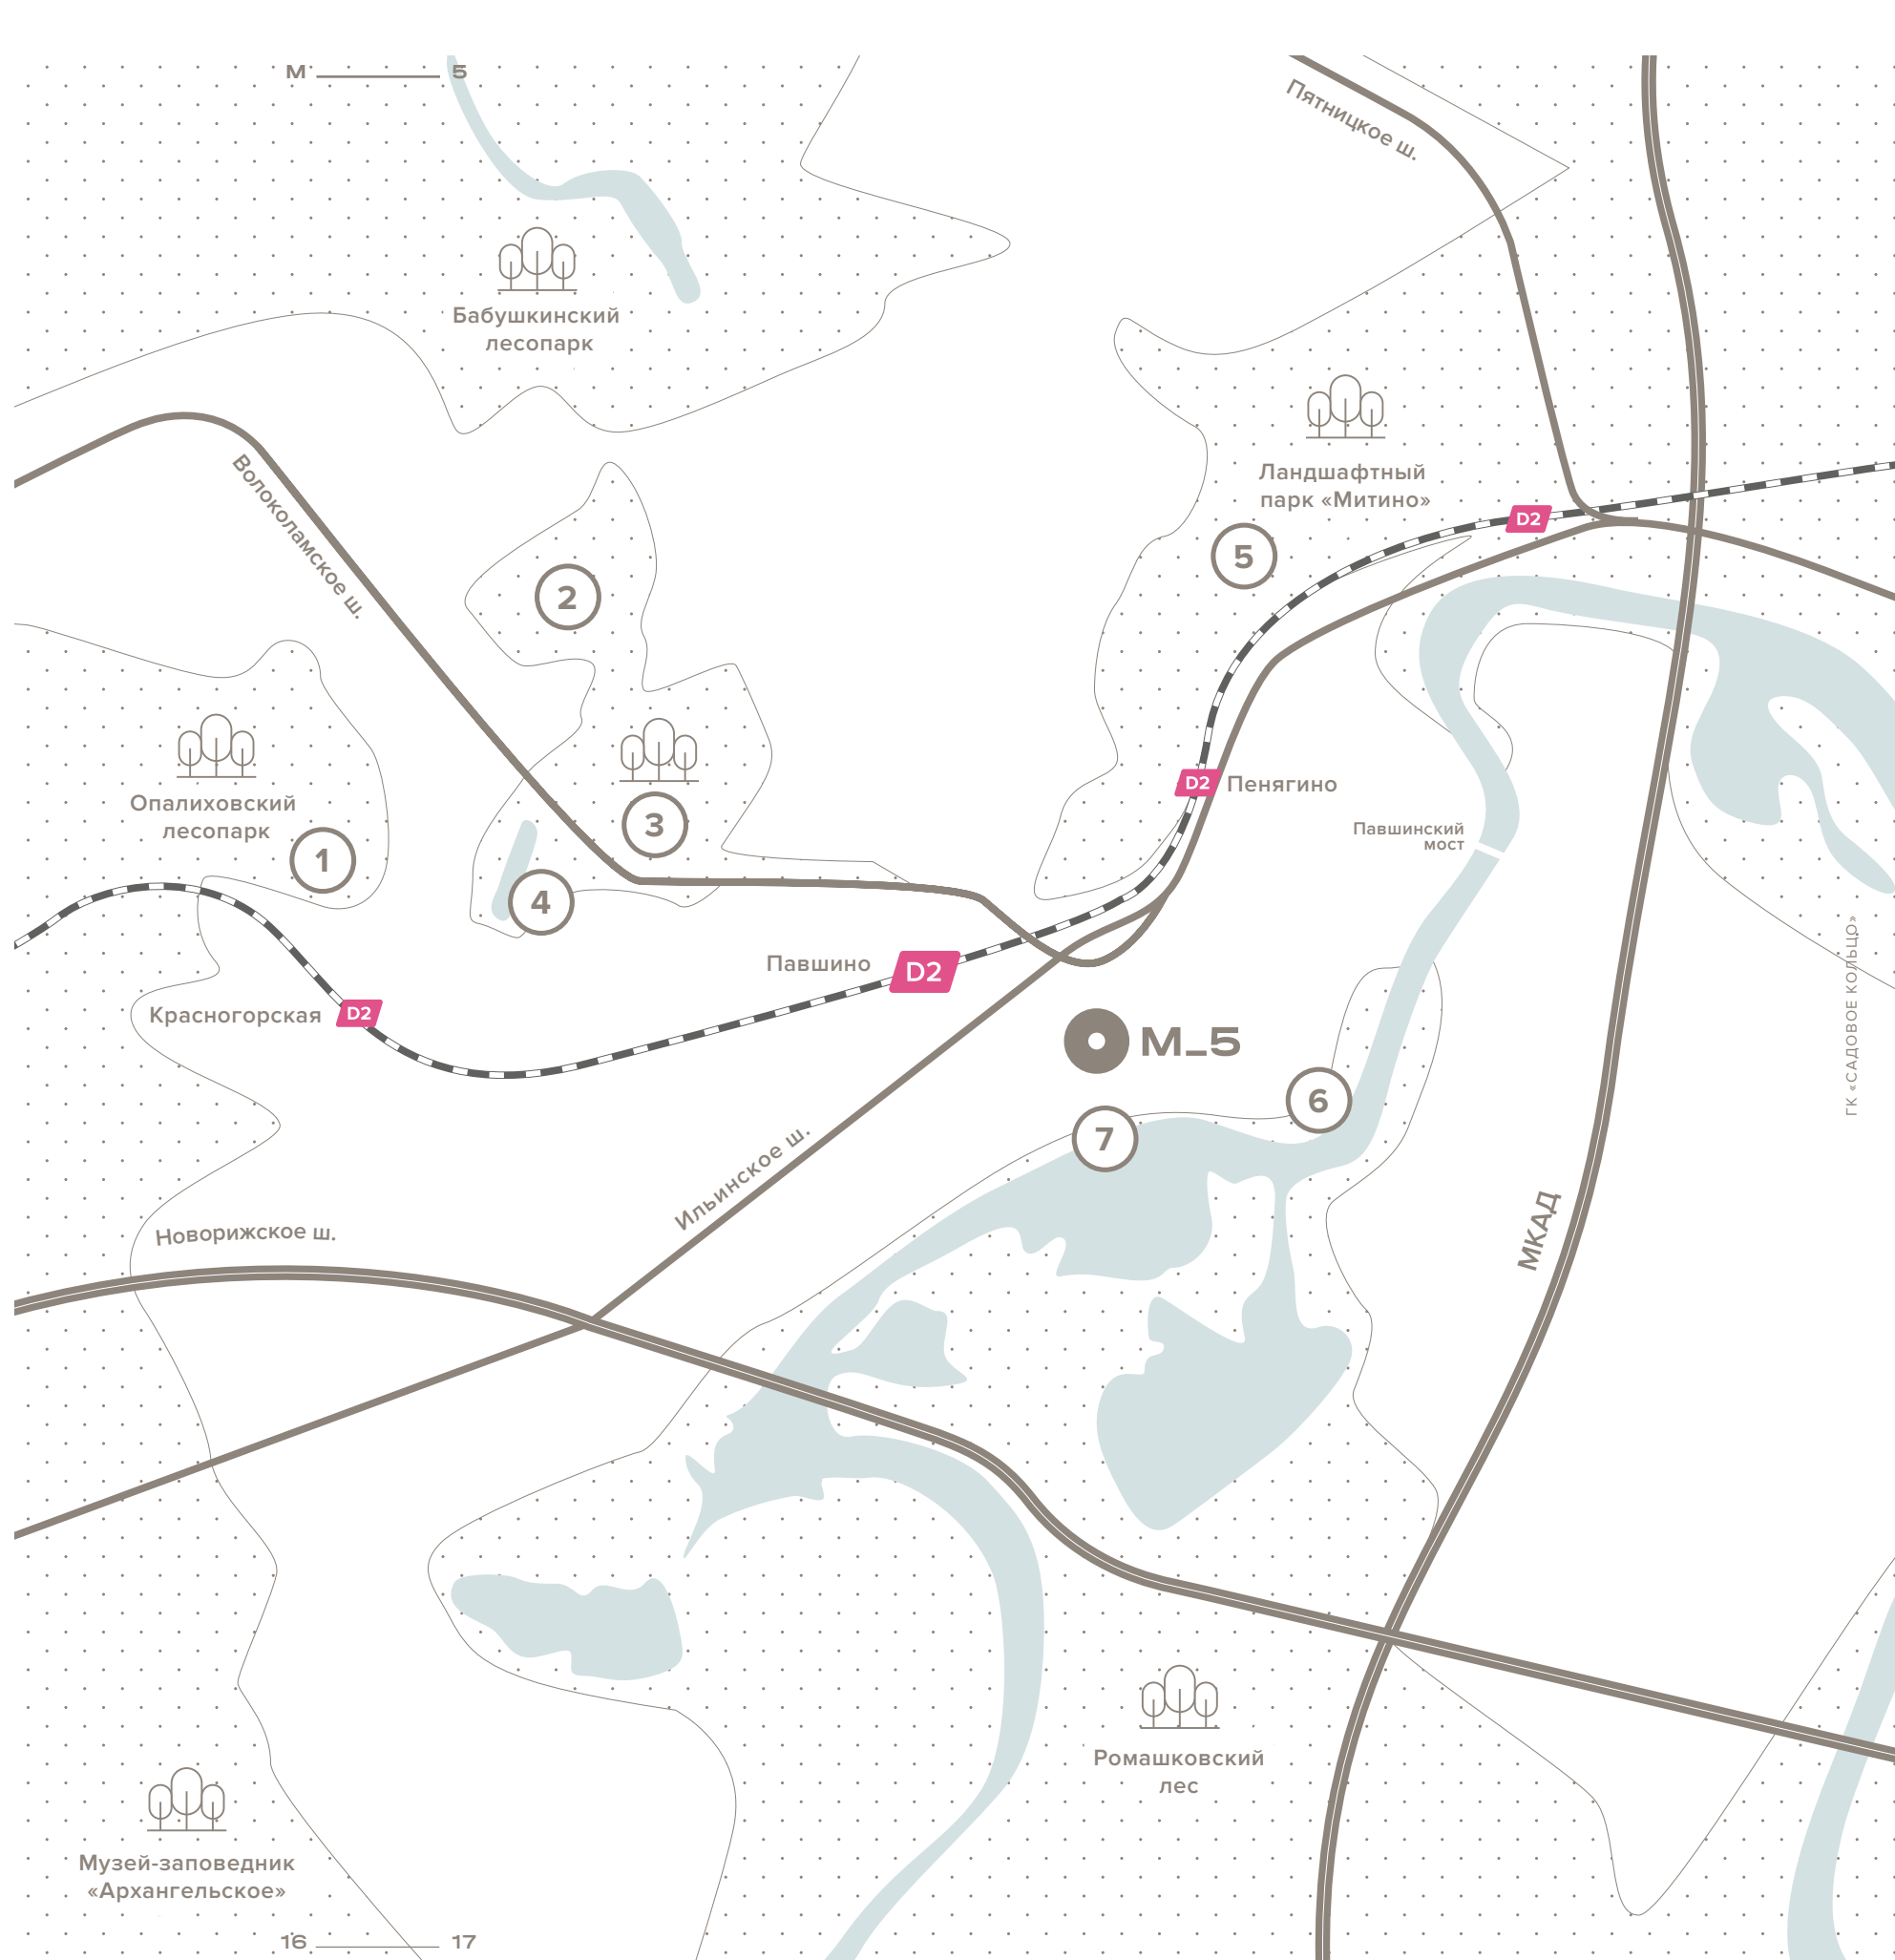 М 5
Пятницкое ш.
Бабушкинский
лесопарк
Волоколамское ш.
Ландшафтный
парк «Митино»
5
D2
2
Опалиховский
лесопарк
1
3
4
D2 Пенягино
Павшинский
мост
Павшино D2
Красногорская D2
М_5
6
7
ГК «САДОВОЕ КОЛЬЦО»
Ильинское ш.
Новорижское ш.
МКАД
Ромашковский
лес
Музей-заповедник
«Архангельское»
16 17